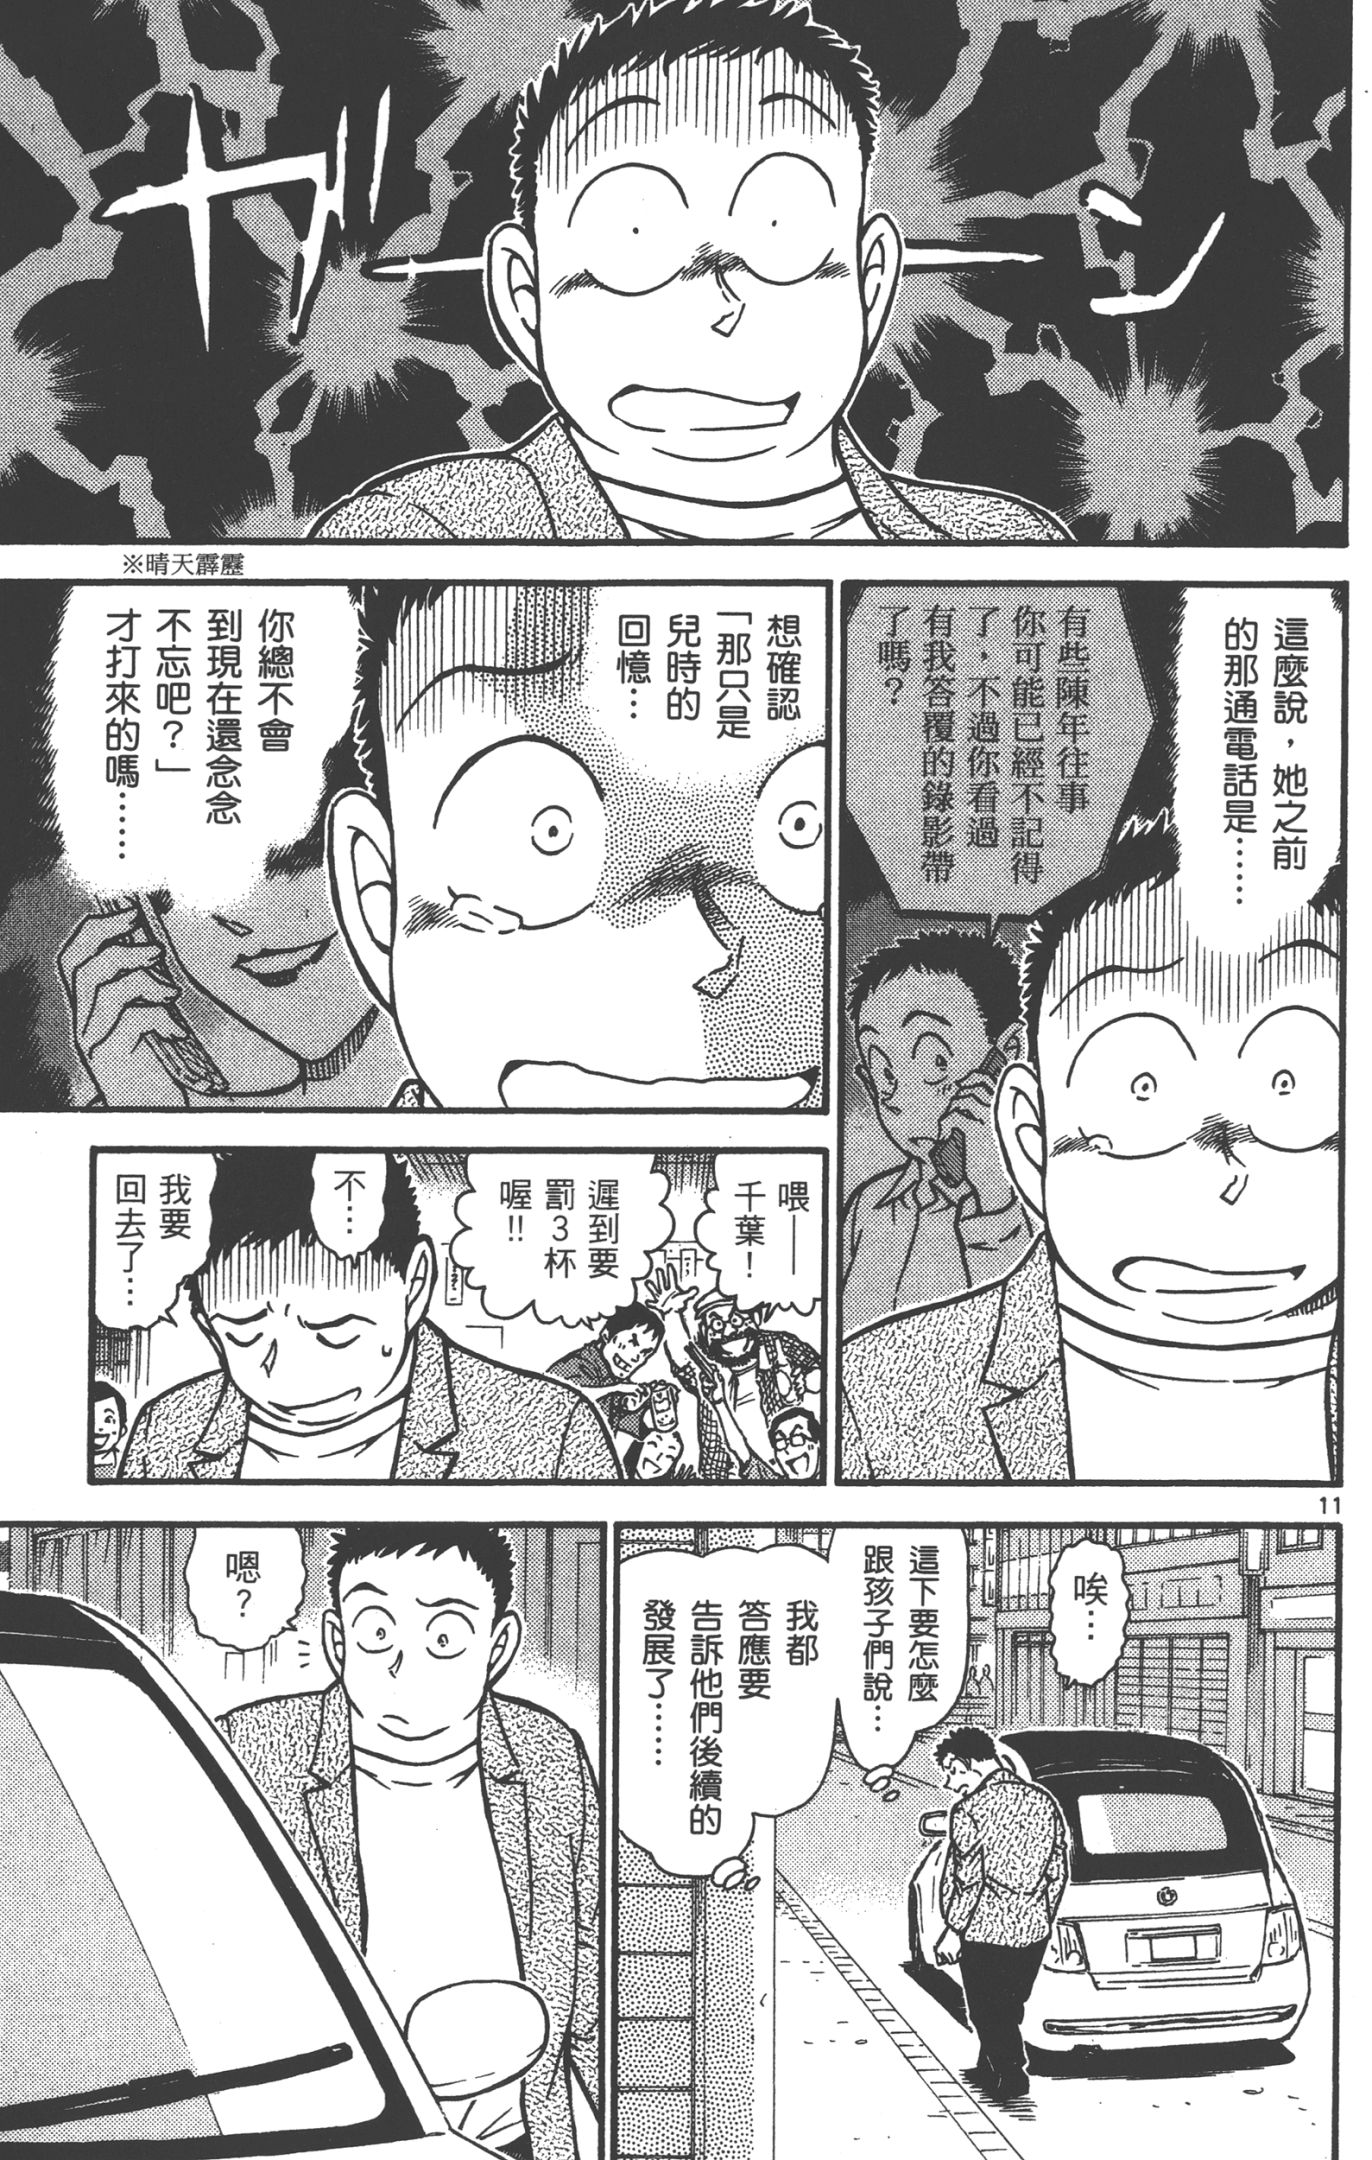 ガーン
※晴天霹靂
這麼說，她之前
的那通電話是……
有些陳年往事
你可能已經不記得
了，不過你看過
有我答覆的錄影帶
了嗎？
想確認
「那只是
兒時的
回憶…
你總不會
到現在還念念
不忘吧？」
才打來的嗎……
喂——
千葉！
遲到要
罰3杯
喔!!
不…
我要
回去了…
11
唉…
這下要怎麼
跟孩子們說…
我都
答應要
告訴他們後續的
發展了……
嗯？